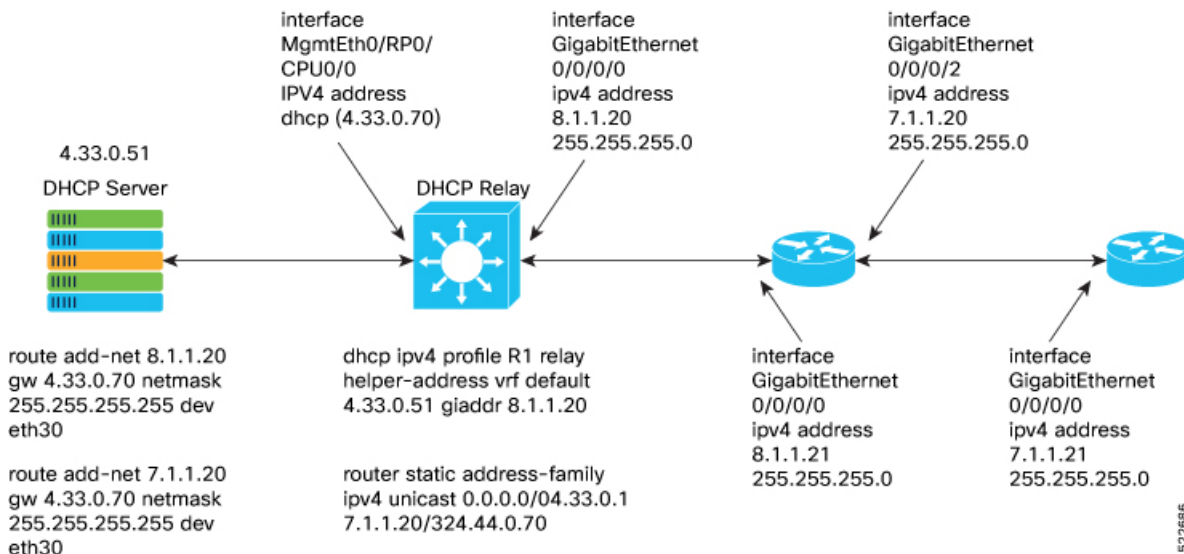 interface
MgmtEth0/RP0/
CPU0/0
IPV4 address
dhcp (4.33.0.70)
interface
GigabitEthernet
0/0/0/0
ipv4 address
8.1.1.20
255.255.255.0
interface
GigabitEthernet
0/0/0/2
ipv4 address
7.1.1.20
255.255.255.0
4.33.0.51
DHCP Server
DHCP Relay
route add-net 8.1.1.20
gw 4.33.0.70 netmask
255.255.255.255 dev
eth30
route add-net 7.1.1.20
gw 4.33.0.70 netmask
255.255.255.255 dev
eth30
dhcp ipv4 profile R1 relay
helper-address vrf default
4.33.0.51 giaddr 8.1.1.20
router static address-family
ipv4 unicast 0.0.0.0/04.33.0.1
7.1.1.20/324.44.0.70
interface
GigabitEthernet
0/0/0/0
ipv4 address
8.1.1.21
255.255.255.0
interface
GigabitEthernet
0/0/0/0
ipv4 address
7.1.1.21
255.255.255.0
522686